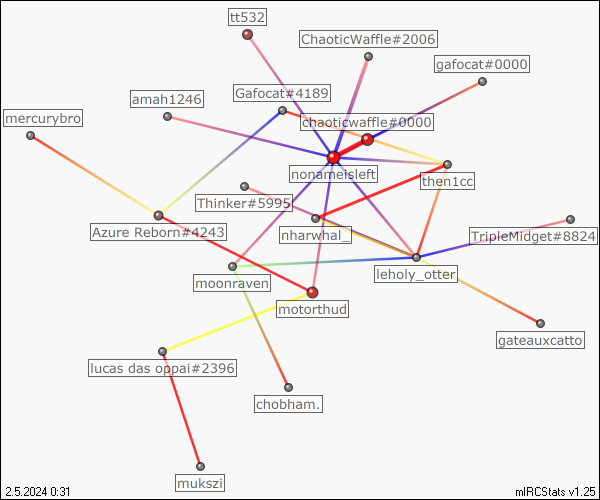 tt532
ChaoticWaffle#2006
gafocat#0000
Gafocat#4189
amah1246
mercurybro
chaoticwaffle#0000
nonameisleft
then1cc
Thinker#5995
Azure Reborn#4243
nharwhal_
TripleMidget#8824
leholy_otter
moonraven
motorthud
gateauxcatto
lucas das oppai#2396
chobham.
mukszi
2.5.2024 0:31
mIRCStats v1.25